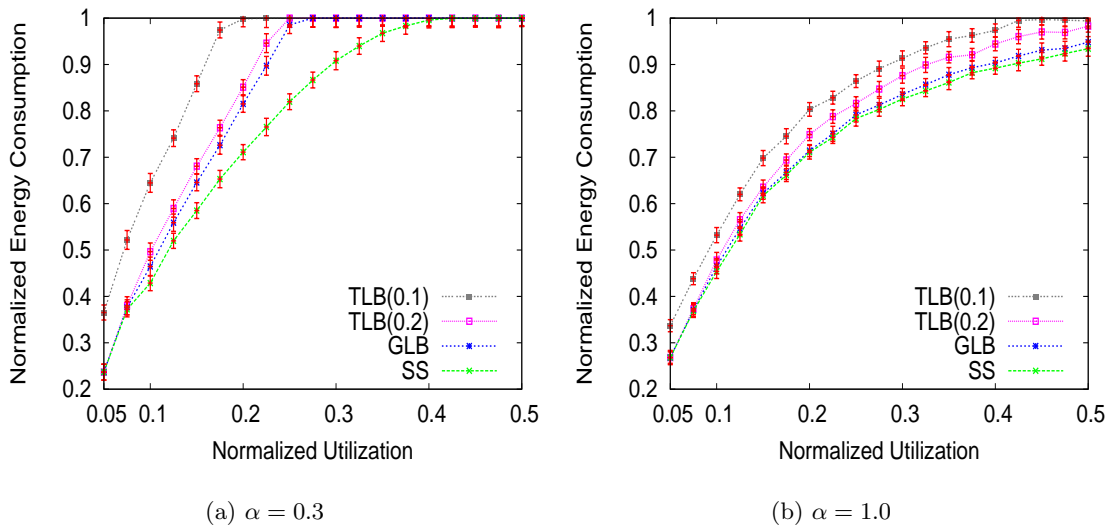 Normalized Energy Consumption
1
0.9
0.8
0.7
0.6
0.5
0.4
0.3
0.2
TLB(0.1)
TLB(0.2)
GLB
SS
0.05 0.1 0.2 0.3 0.4 0.5
Normalized Utilization
(a) α = 0.3
Normalized Energy Consumption
1
0.9
0.8
0.7
0.6
0.5
0.4
0.3
0.2
TLB(0.1)
TLB(0.2)
GLB
SS
0.05 0.1 0.2 0.3 0.4 0.5
Normalized Utilization
(b) α = 1.0